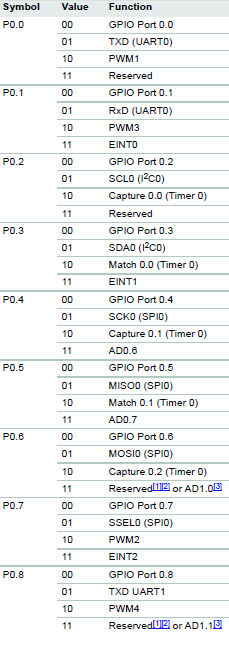 Symbol Value Function
P0.0 00 GPIO Port 0.0
01 TXD (UART0)
10 PWM1
11 Reserved
P0.1 00 GPIO Port 0.1
01 RxD (UART0)
10 PWM3
11 EINT0
P0.2 00 GPIO Port 0.2
01 SCL0 (I²C0)
10 Capture 0.0 (Timer 0)
11 Reserved
P0.3 00 GPIO Port 0.3
01 SDA0 (I²C0)
10 Match 0.0 (Timer 0)
11 EINT1
P0.4 00 GPIO Port 0.4
01 SCK0 (SPI0)
10 Capture 0.1 (Timer 0)
11 AD0.6
P0.5 00 GPIO Port 0.5
01 MISO0 (SPI0)
10 Match 0.1 (Timer 0)
11 AD0.7
P0.6 00 GPIO Port 0.6
01 MOSI0 (SPI0)
10 Capture 0.2 (Timer 0)
11 Reserved[1][2] or AD1.0[3]
P0.7 00 GPIO Port 0.7
01 SSEL0 (SPI0)
10 PWM2
11 EINT2
P0.8 00 GPIO Port 0.8
01 TXD UART1
10 PWM4
11 Reserved[1][2] or AD1.1[3]